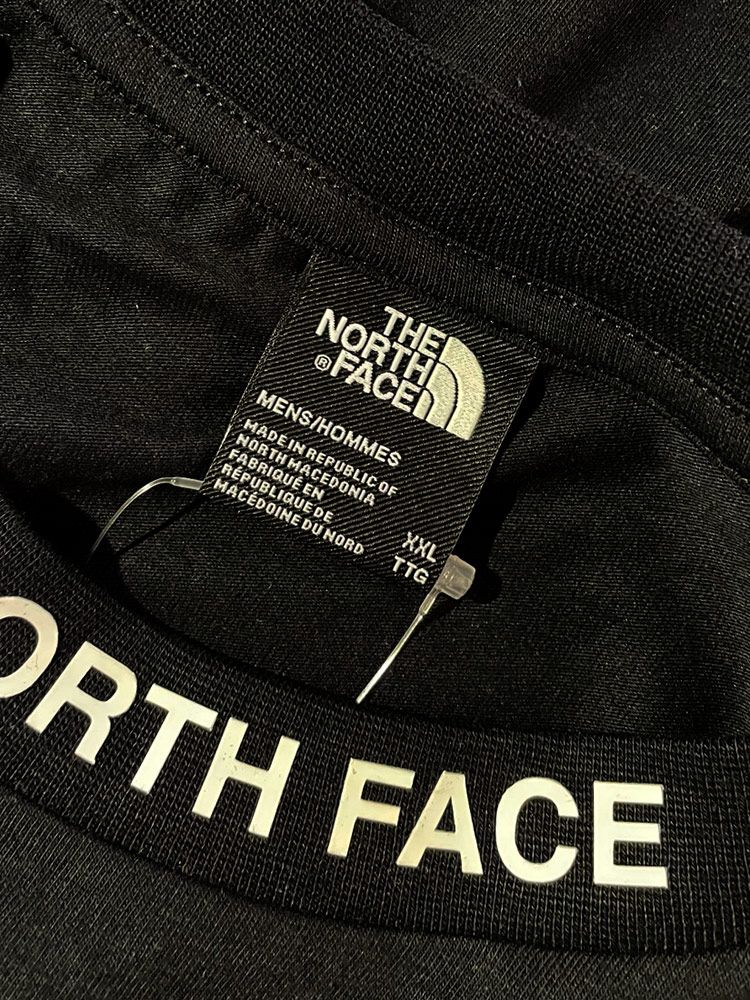 THE
NORTH
® FACE
MENS/HOMMES
MADE IN REPUBLIC OF
NORTH MACEDONIA
FABRIQUÉ EN
RÉPUBLIQUE DE
MACÉDOINE DU NORD
XXL
TTG
ORTH FACE